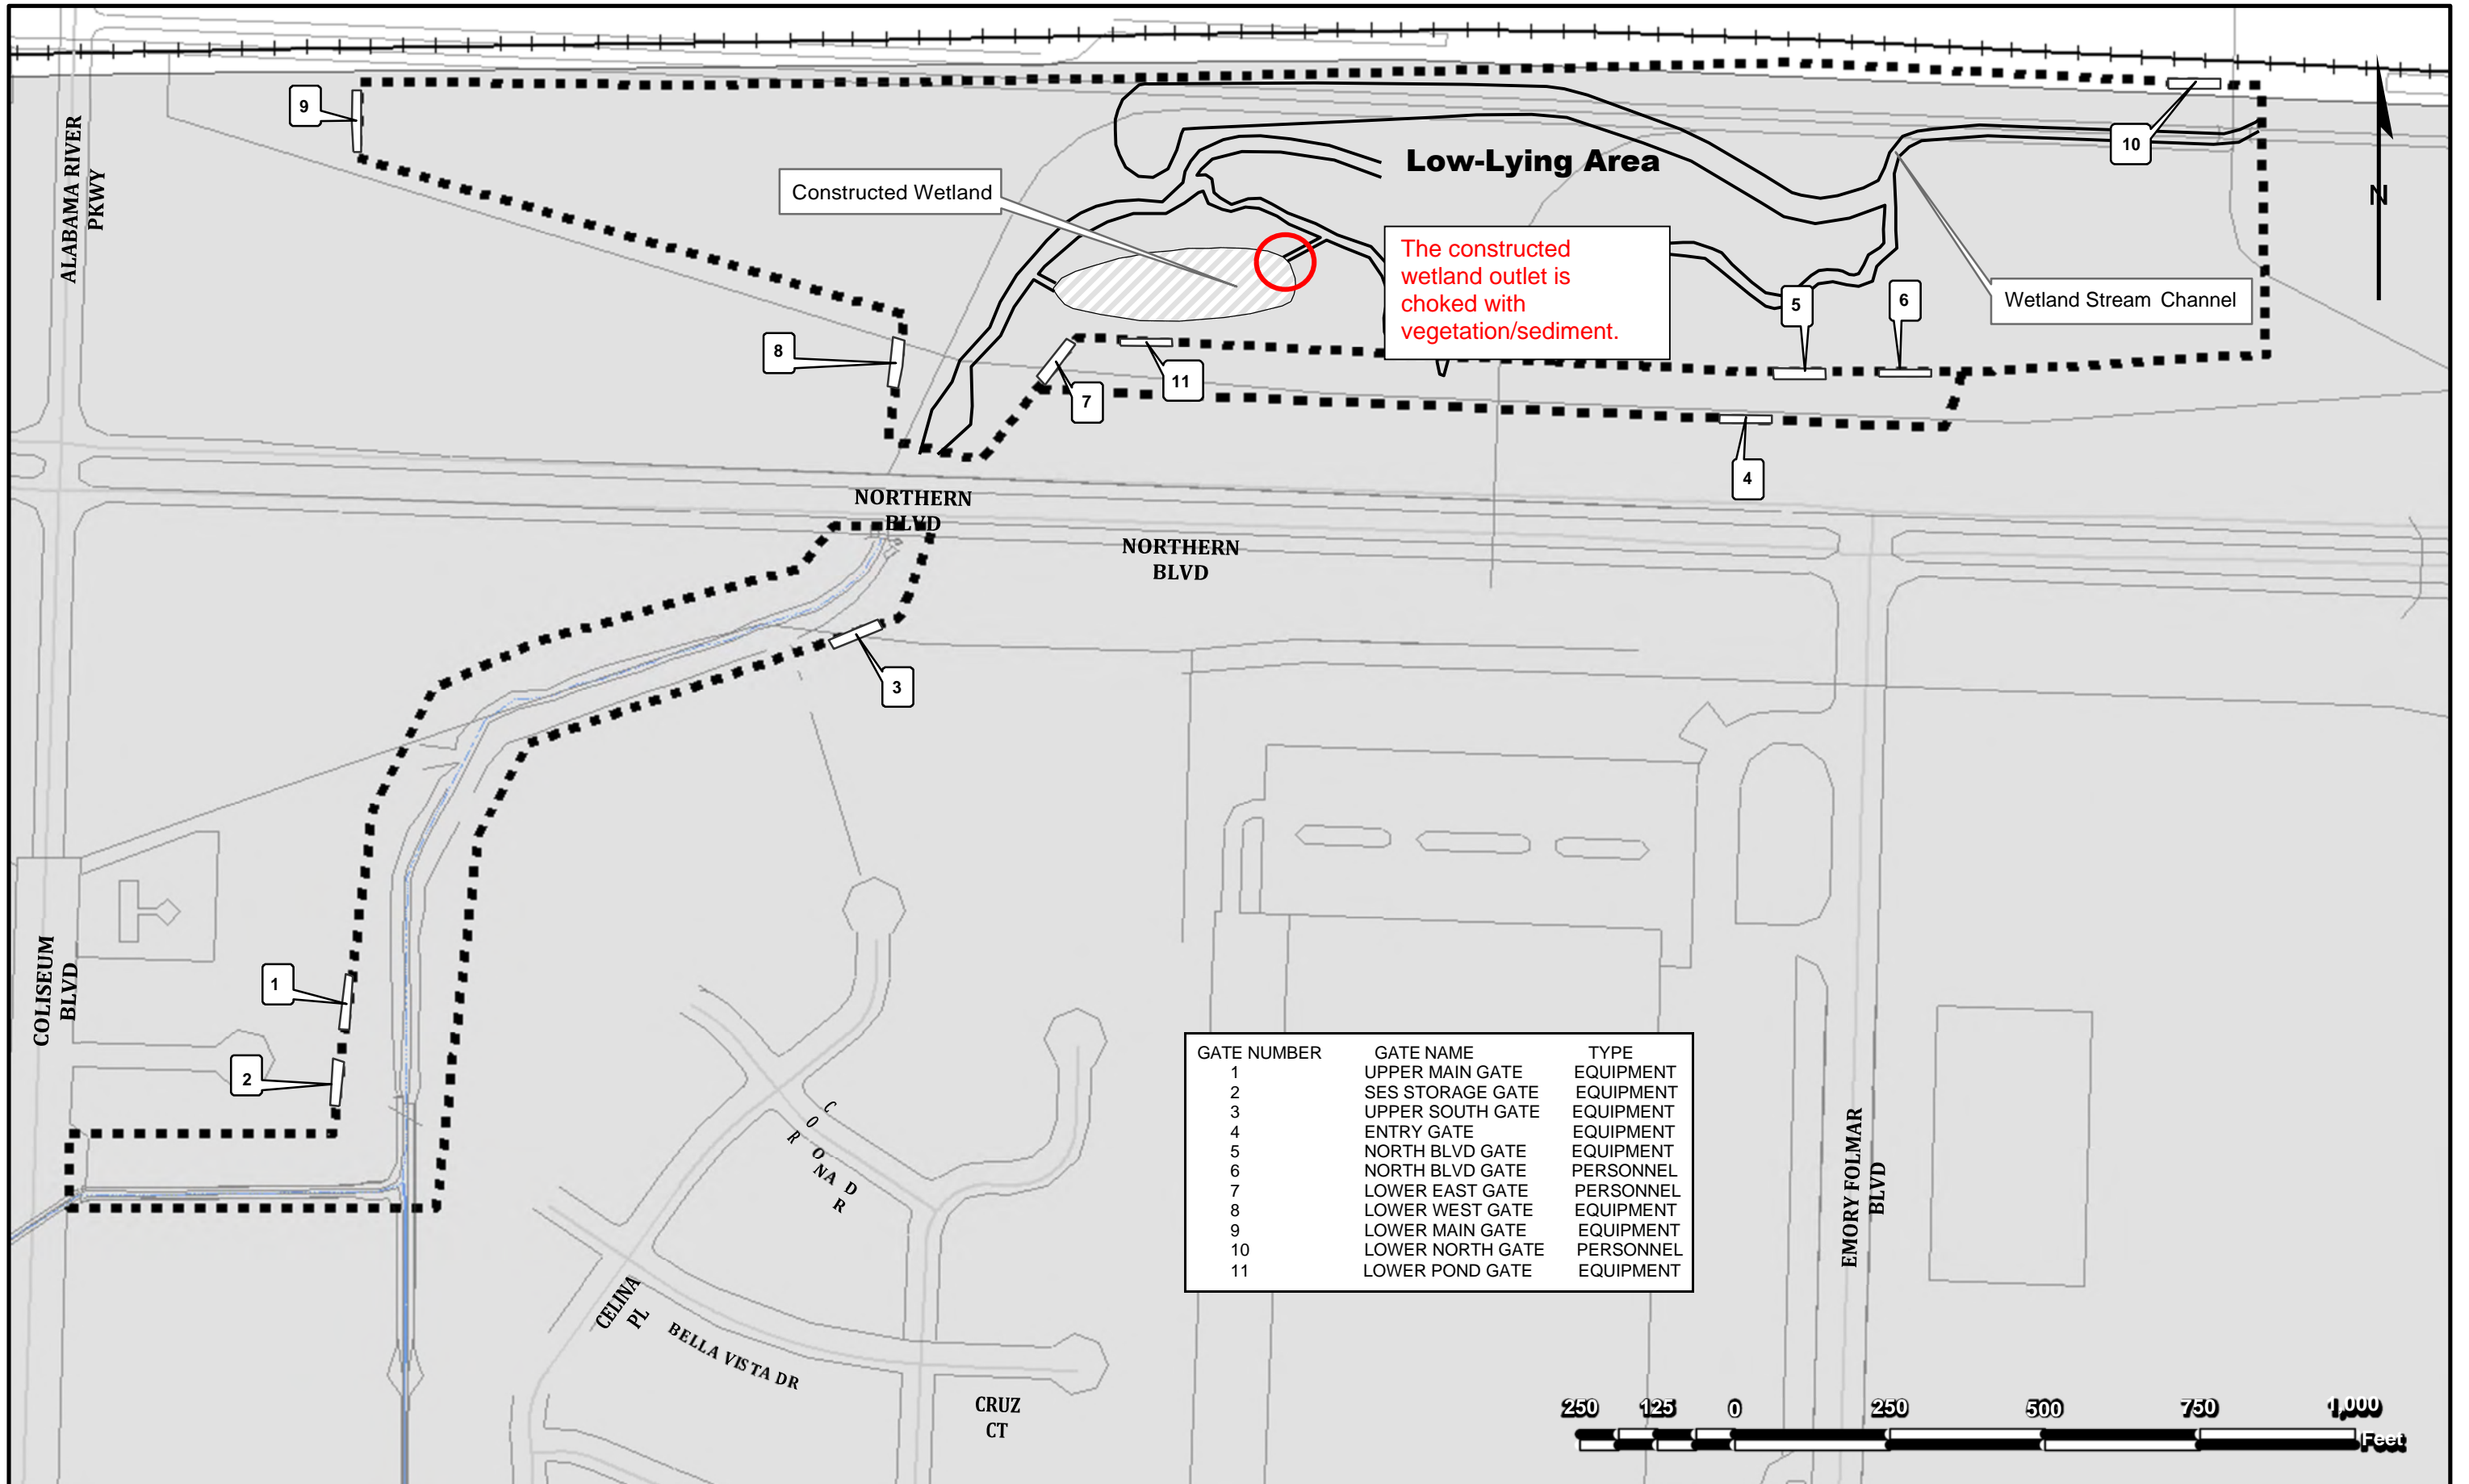 9
ALABAMA RIVER
PKWY
Constructed Wetland
Low-Lying Area
10
N
The constructed
wetland outlet is
choked with
vegetation/sediment.
Wetland Stream Channel
5
6
8
11
7
4
NORTHERN
BLVD
NORTHERN
BLVD
3
COLISEUM
BLVD
1
2
CORONA DR
CELINA
PL
BELLA VISTA DR
CRUZ
CT
EMORY FOLMAR
BLVD
GATE NUMBER GATE NAME TYPE
1 UPPER MAIN GATE EQUIPMENT
2 SES STORAGE GATE EQUIPMENT
3 UPPER SOUTH GATE EQUIPMENT
4 ENTRY GATE EQUIPMENT
5 NORTH BLVD GATE EQUIPMENT
6 NORTH BLVD GATE PERSONNEL
7 LOWER EAST GATE PERSONNEL
8 LOWER WEST GATE EQUIPMENT
9 LOWER MAIN GATE EQUIPMENT
10 LOWER NORTH GATE PERSONNEL
11 LOWER POND GATE EQUIPMENT
250 125 0 250 500 750 1,000
Feet